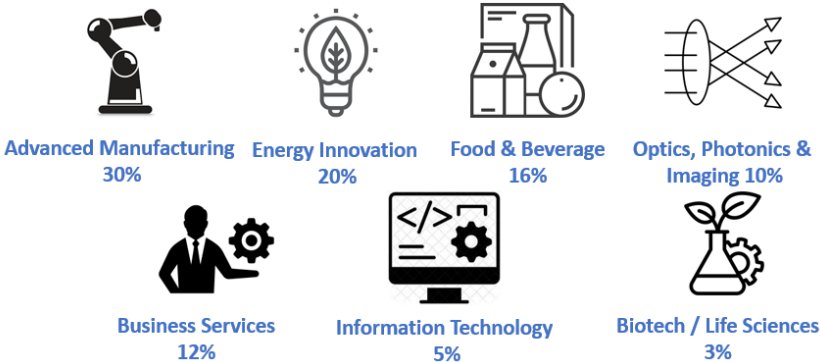 Advanced Manufacturing
30%
Energy Innovation
20%
Food & Beverage
16%
Optics, Photonics &
Imaging 10%
</>
Business Services
12%
Information Technology
5%
Biotech / Life Sciences
3%